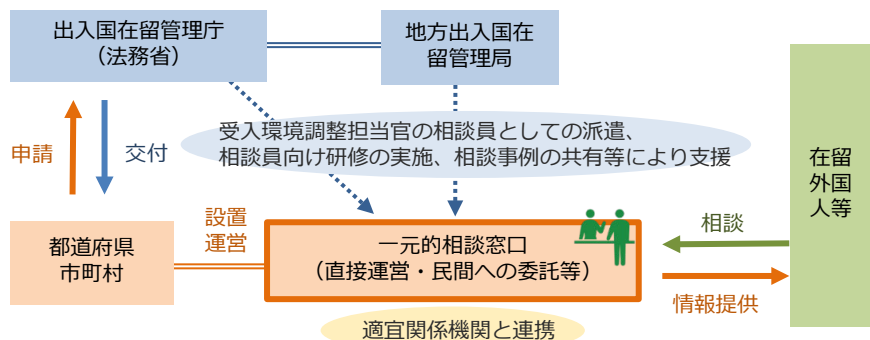 出入国在留管理庁
（法務省）
地方出入国在
留管理局
申請
交付
受入環境調整担当官の相談員としての派遣、
相談員向け研修の実施、相談事例の共有等により支援
在留
外国
人等
都道府県
市町村
設置
運営
一元的相談窓口
（直接運営・民間への委託等）
相談
情報提供
適宜関係機関と連携